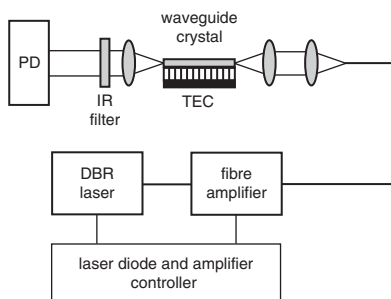 waveguide
crystal
PD
IR
filter
TEC
DBR
laser
fibre
amplifier
laser diode and amplifier
controller